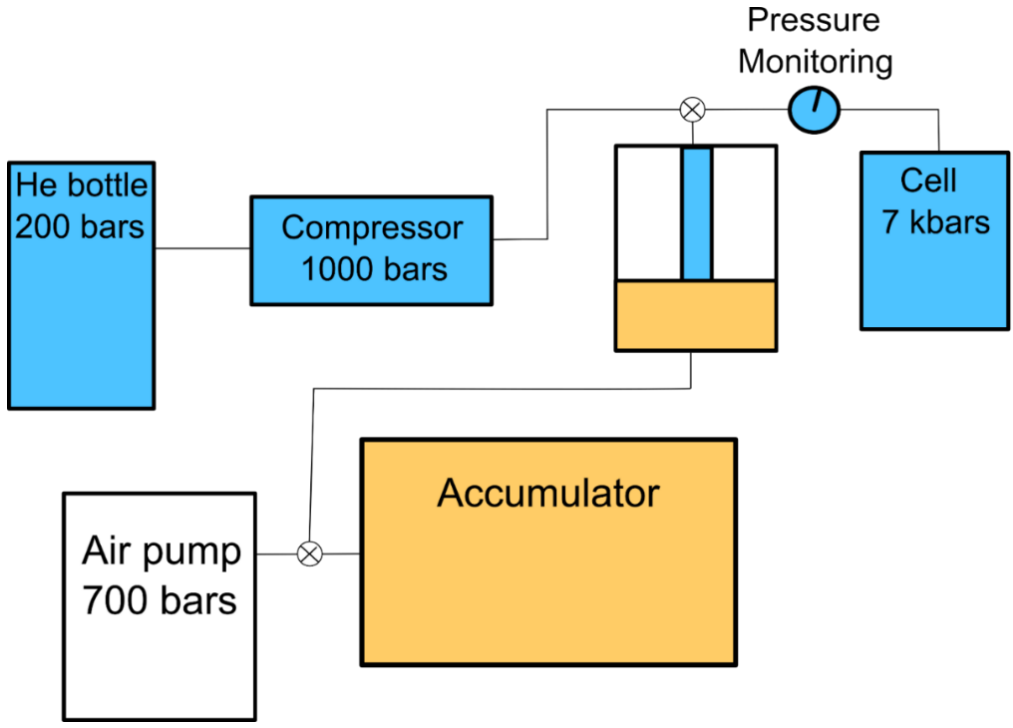 Pressure
Monitoring
He bottle
200 bars
Compressor
1000 bars
Cell
7 kbars
Accumulator
Air pump
700 bars